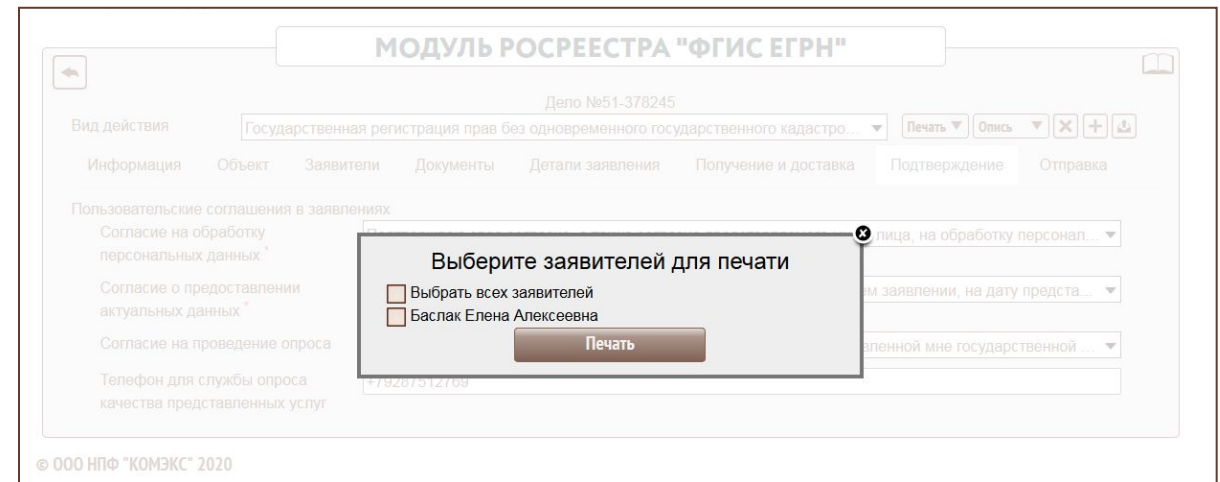 МОДУЛЬ РОСРЕЕСТРА "ФГИС ЕГРН"
Дело №51-378245
Вид действия Государственная регистрация прав без одновременного государственного кадастро... Печать Опись
Информация Объект Заявители Документы Детали заявления Получение и доставка Подтверждение Отправка
Пользовательские соглашения в заявлениях
Согласие на обработку
персональных данных * лица, на обработку персонал...
Выберите заявителей для печати
Согласие о предоставлении
актуальных данных * заявлении, на дату предста...
Выбрать всех заявителей
Баслак Елена Алексеевна
Согласие на проведение опроса мне государственной ...
Печать
Телефон для службы опроса
качества представленных услуг +79287512769
© ООО НПФ "КОМЭКС" 2020